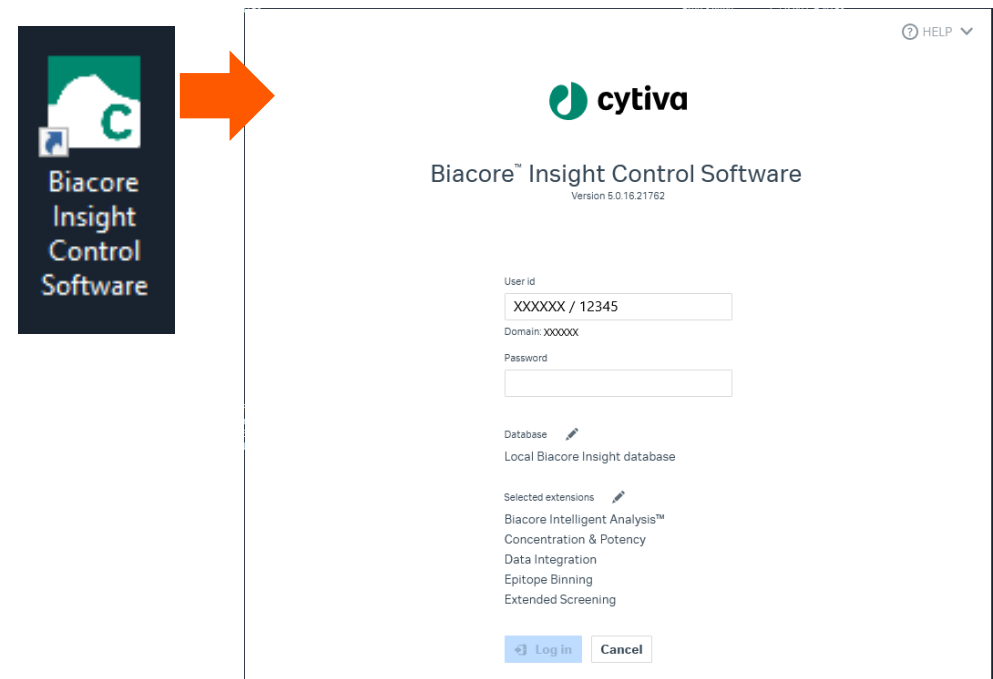 C
Biacore
Insight
Control
Software
? HELP
cytiva
Biacore™ Insight Control Software
Version 5.0.16.21762
User id
XXXXXX / 12345
Domain: XXXXXX
Password
Database
Local Biacore Insight database
Selected extensions
Biacore Intelligent Analysis™
Concentration & Potency
Data Integration
Epitope Binning
Extended Screening
Log in Cancel